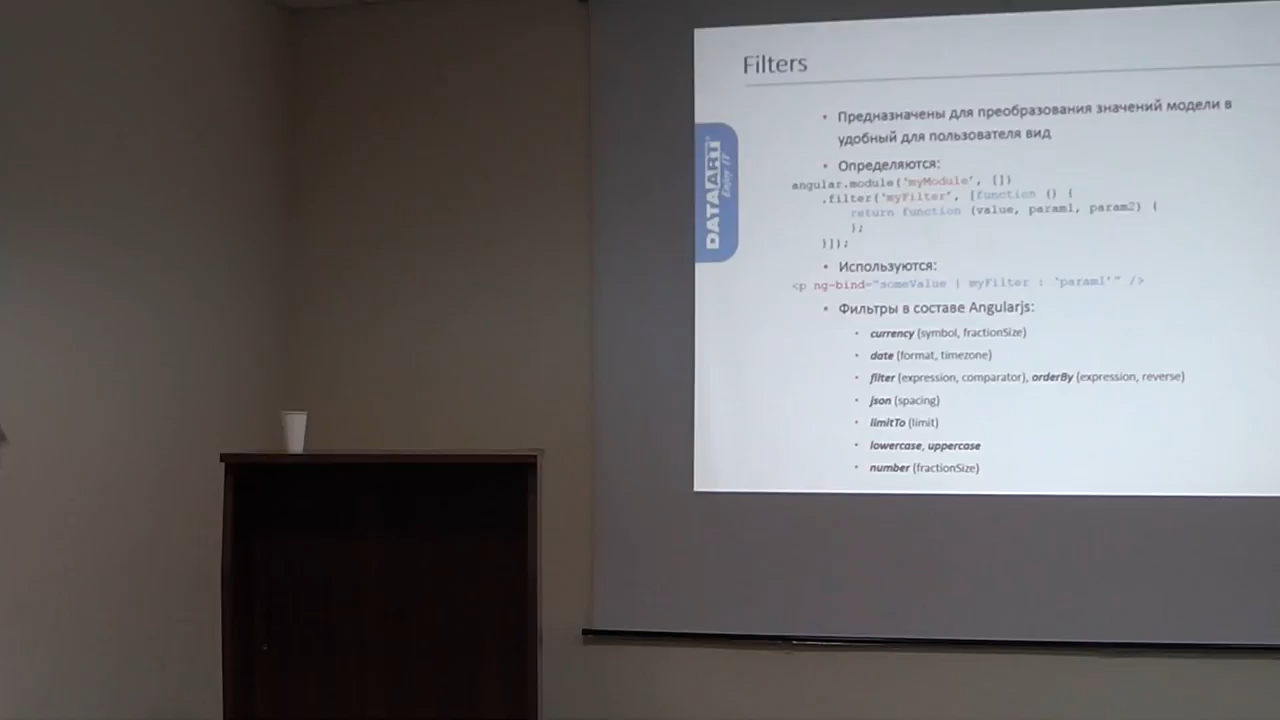 Filters
• Предназначены для преобразования значений модели в
удобный для пользователя вид
• Определяются:
angular.module('myModule', [])
.filter('myFilter', [function () {
return function (value, param1, param2) {
};
}]);
• Используются:
<p ng-bind="someValue | myFilter : 'param1'" />
• Фильтры в составе Angularjs:
• currency (symbol, fractionSize)
• date (format, timezone)
• filter (expression, comparator), orderBy (expression, reverse)
• json (spacing)
• limitTo (limit)
• lowercase, uppercase
• number (fractionSize)
DATAART
Enjoy IT